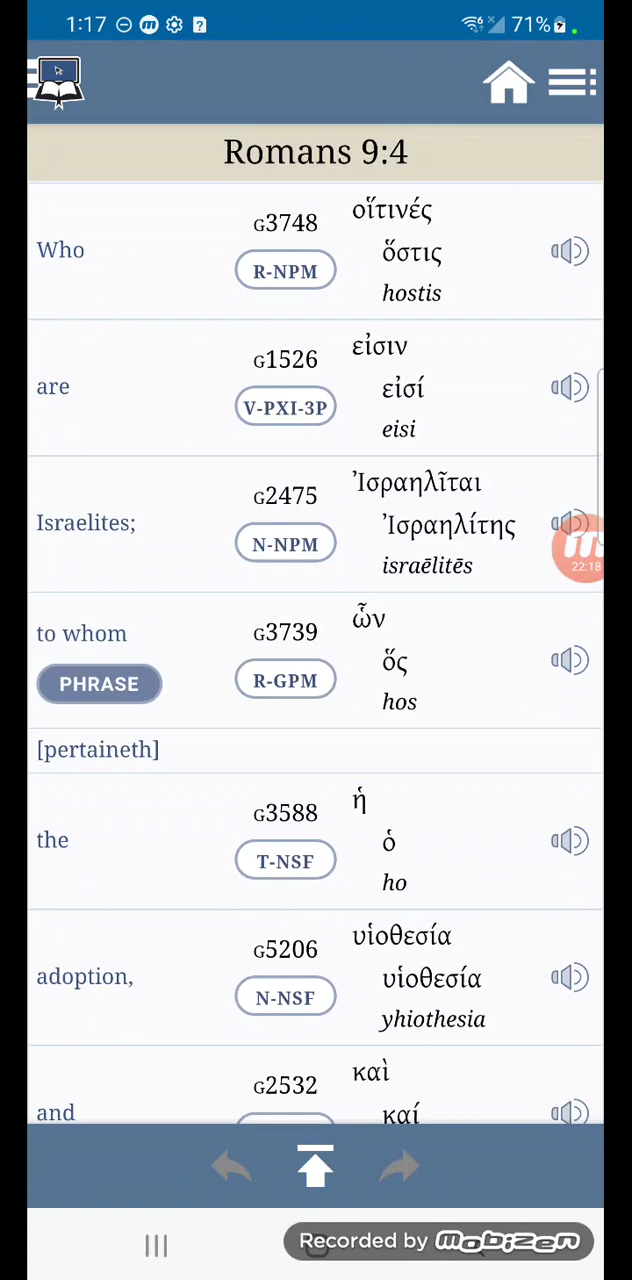 1:17 71%
Romans 9:4
Who G3748 οἵτινές
R-NPM ὅστις
hostis
are G1526 εἰσιν
V-PXI-3P εἰσί
eisi
Israelites; G2475 Ἰσραηλῖται
N-NPM Ἰσραηλίτης
israēlitēs
22:18
to whom G3739 ὧν
PHRASE R-GPM ὅς
hos
[pertaineth]
the G3588 ἡ
T-NSF ὁ
ho
adoption, G5206 υἱοθεσία
N-NSF υἱοθεσία
yhiothesia
and G2532 καὶ
καί
Recorded by mobizen